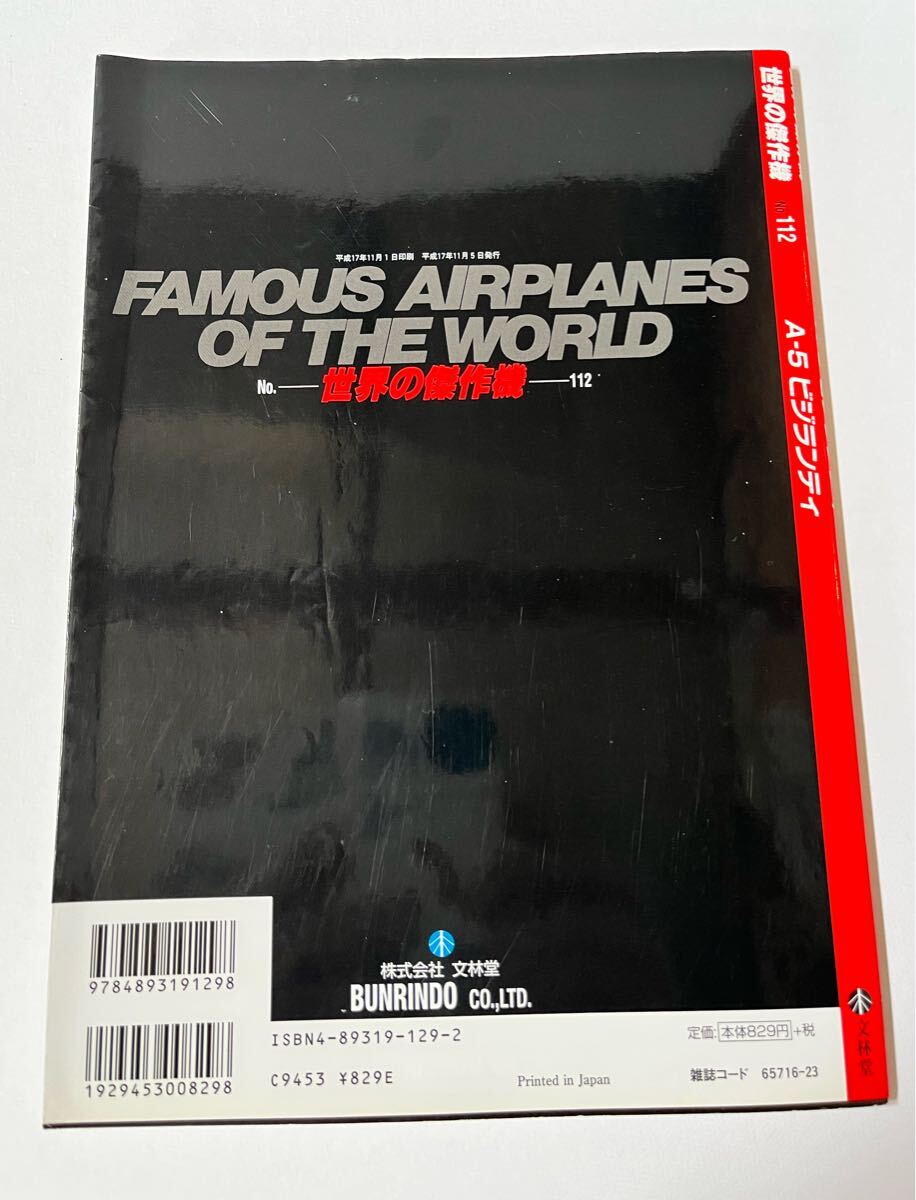 平成17年11月1日印刷 平成17年11月5日発行
FAMOUS AIRPLANES
OF THE WORLD
No.世界の傑作機112
世界の傑作機 No.112 A-5 ビジランティ
文林堂
株式会社 文林堂
BUNRINDO CO.,LTD.
9784893191298
1929453008298
ISBN4-89319-129-2
C9453 ¥829E
Printed in Japan
定価:本体829円+税
雑誌コード 65716-23